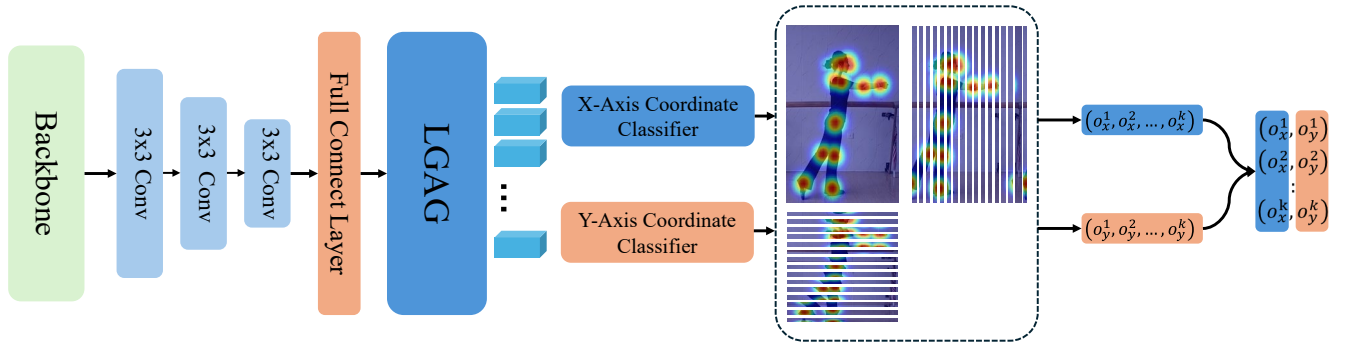 Backbone
3x3 Conv
3x3 Conv
3x3 Conv
Full Connect Layer
LGAG
...
X-Axis Coordinate
Classifier
Y-Axis Coordinate
Classifier
(o_x^1, o_x^2, ..., o_x^k)
(o_y^1, o_y^2, ..., o_y^k)
(o_x^1, o_y^1)
(o_x^2, o_y^2)
:
(o_x^k, o_y^k)